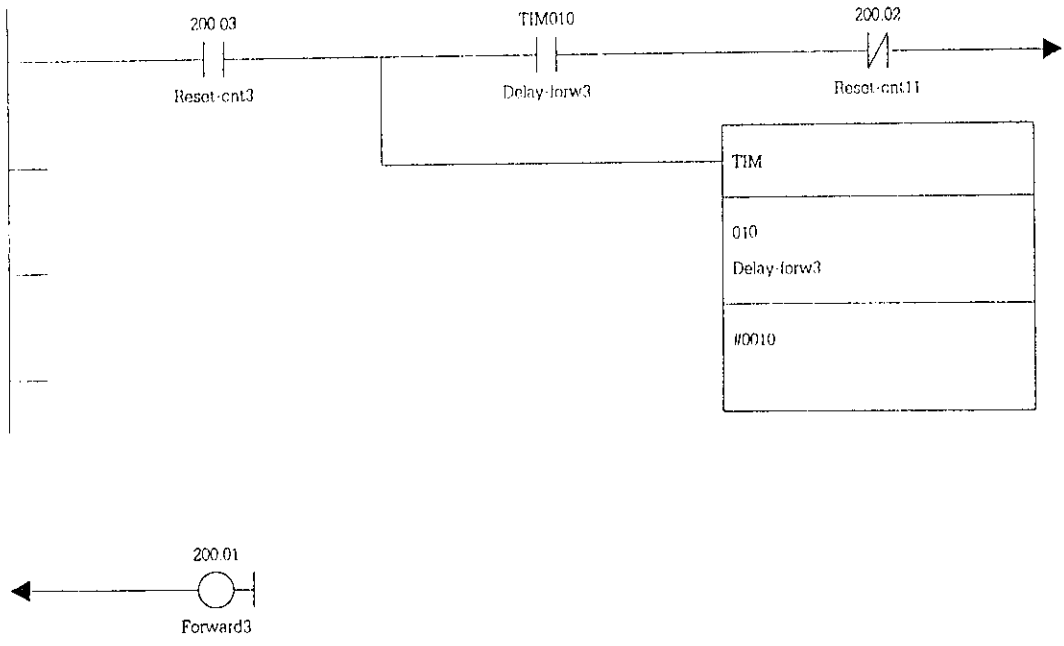 200.03
TIM010
200.02
Reset-cnt3
Delay-forw3
Reset-cnt11
TIM
010
Delay-forw3
#0010
200.01
Forward3